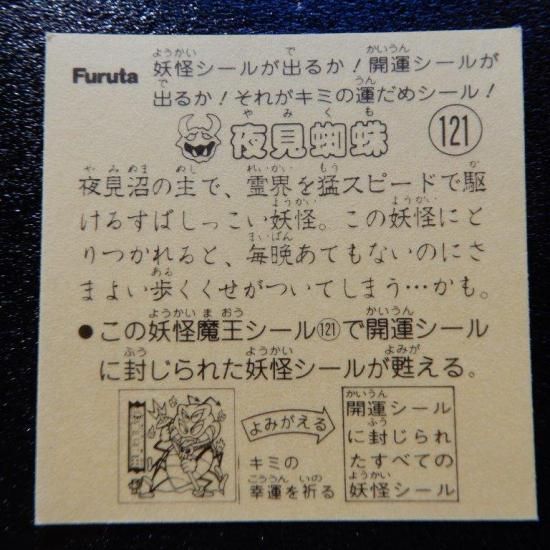 Furuta
妖怪シールが出るか！開運シールが
出るか！それがキミの運だめシール！
夜見蜘蛛
121
夜見沼の主で、霊界を猛スピードで駆
けるすばしっこい妖怪。この妖怪にと
りつかれると、毎晩あてもないのにさ
まよい歩くくせがついてしまう…かも。
●この妖怪魔王シール(121)で開運シール
に封じられた妖怪シールが甦える。
よみがえる
キミの
幸運を祈る
開運シール
に封じられ
たすべての
妖怪シール